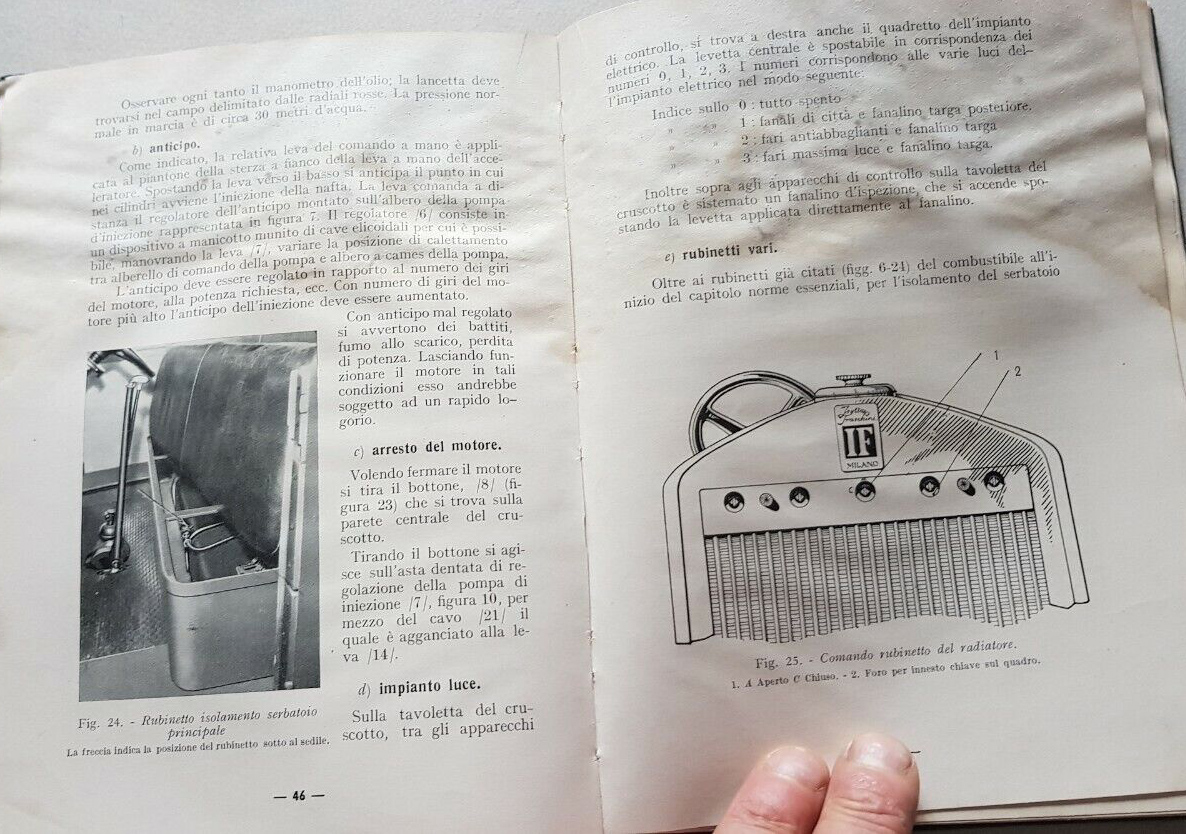 Osservare ogni tanto il manometro dell'olio; la lancetta deve
trovarsi nel campo delimitato dalle radiali rosse. La pressione nor-
male in marcia è di circa 30 metri d'acqua.
b) anticipo.
Come indicato, la relativa leva del comando a mano è appli-
cata al piantone della sterza a fianco della leva a mano dell'acce-
leratore. Spostando la leva verso il basso si anticipa il punto in cui
nei cilindri avviene l'iniezione della nafta. La leva comanda a di-
stanza il regolatore dell'anticipo montato sull'albero della pompa
d'iniezione rappresentata in figura 7. Il regolatore /6/ consiste in-
un dispositivo a manicotto munito di cave elicoidali per cui è possi-
bile, manovrando la leva /7/, variare la posizione di calettamento
tra alberello di comando della pompa e albero a cames della pompa.
L'anticipo deve essere regolato in rapporto al numero dei giri
del motore, alla potenza richiesta, ecc. Con numero di giri del mo-
tore più alto l'anticipo dell'iniezione deve essere aumentato.
Con anticipo mal regolato
si avvertono dei battiti,
fumo allo scarico, perdita
di potenza. Lasciando fun-
zionare il motore in tali
condizioni esso andrebbe
soggetto ad un rapido lo-
gorio.
c) arresto del motore.
Volendo fermare il motore
si tira il bottone, /8/ (fi-
gura 23) che si trova sulla
parete centrale del cru-
scotto.
Tirando il bottone si agi-
sce sull'asta dentata di re-
golazione della pompa di
iniezione /7/, figura 10, per
mezzo del cavo /21/ il
quale è agganciato alla le-
va /14/.
d) impianto luce.
Sulla tavoletta del cru-
scotto, tra gli apparecchi
Fig. 24. - Rubinetto isolamento serbatoio
principale
La freccia indica la posizione del rubinetto sotto al sedile.
— 46 —
di controllo, si trova a destra anche il quadretto dell'impianto
elettrico. La levetta centrale è spostabile in corrispondenza dei
numeri 0, 1, 2, 3. I numeri corrispondono alle varie luci del-
l'impianto elettrico nel modo seguente:
Indice sullo 0 : tutto spento
" " 1 : fanali di città e fanalino targa posteriore,
" " 2 : fari antiabbaglianti e fanalino targa
" " 3 : fari massima luce e fanalino targa.
Inoltre sopra agli apparecchi di controllo sulla tavoletta del
cruscotto è sistemato un fanalino d'ispezione, che si accende spo-
stando la levetta applicata direttamente al fanalino.
e) rubinetti vari.
Oltre ai rubinetti già citati (figg. 6-24) del combustibile all'i-
nizio del capitolo norme essenziali, per l'isolamento del serbatoio
1
2
IF
MILANO
C
Fig. 25. - Comando rubinetto del radiatore.
1. A Aperto C Chiuso. - 2. Foro per innesto chiave sul quadro.